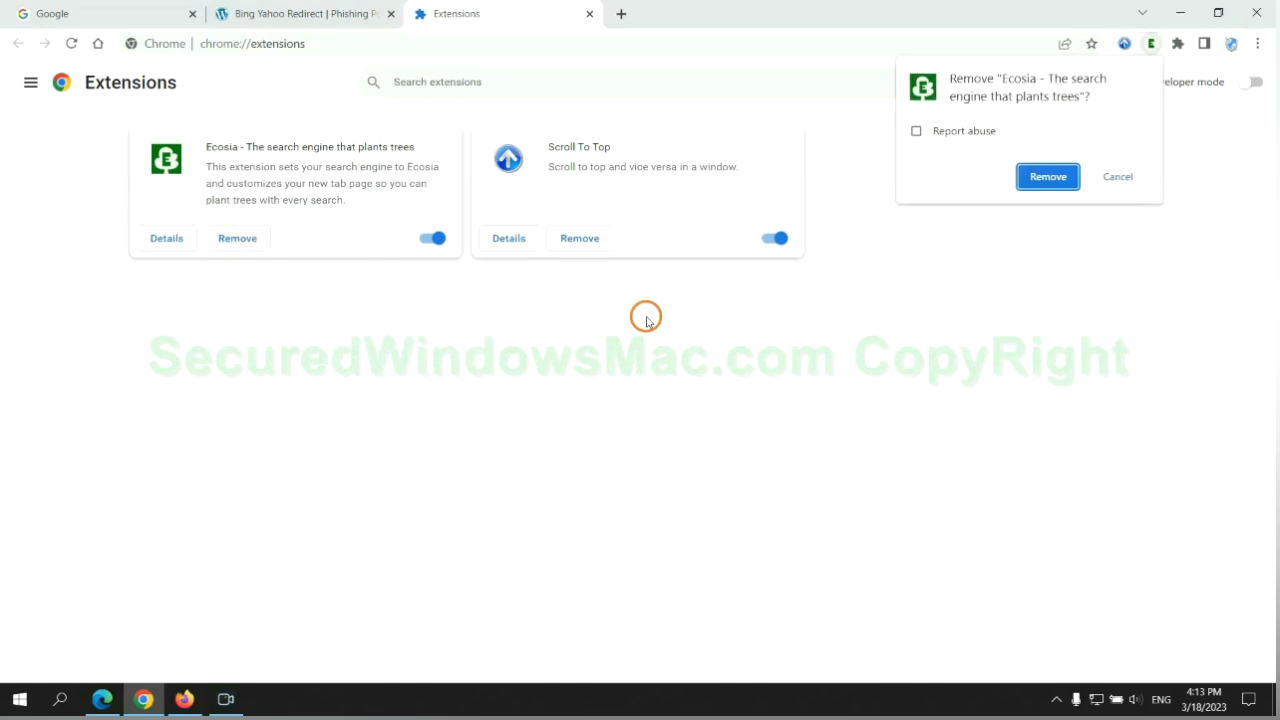 Google
Bing Yahoo Redirect | Phishing P
Extensions
Chrome
chrome://extensions
Extensions
Search extensions
veloper mode
Remove "Ecosia - The search
engine that plants trees"?
Report abuse
Remove
Cancel
Ecosia - The search engine that plants trees
This extension sets your search engine to Ecosia
and customizes your new tab page so you can
plant trees with every search.
Details
Remove
Scroll To Top
Scroll to top and vice versa in a window.
Details
Remove
SecuredWindowsMac.com CopyRight
ENG
4:13 PM
3/18/2023